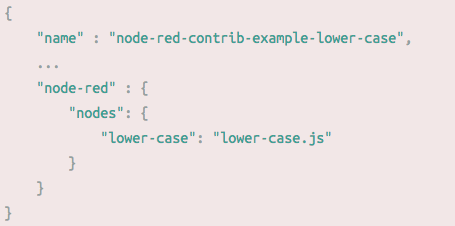 {
    "name" : "node-red-contrib-example-lower-case",
    ...
    "node-red" : {
        "nodes": {
            "lower-case": "lower-case.js"
        }
    }
}